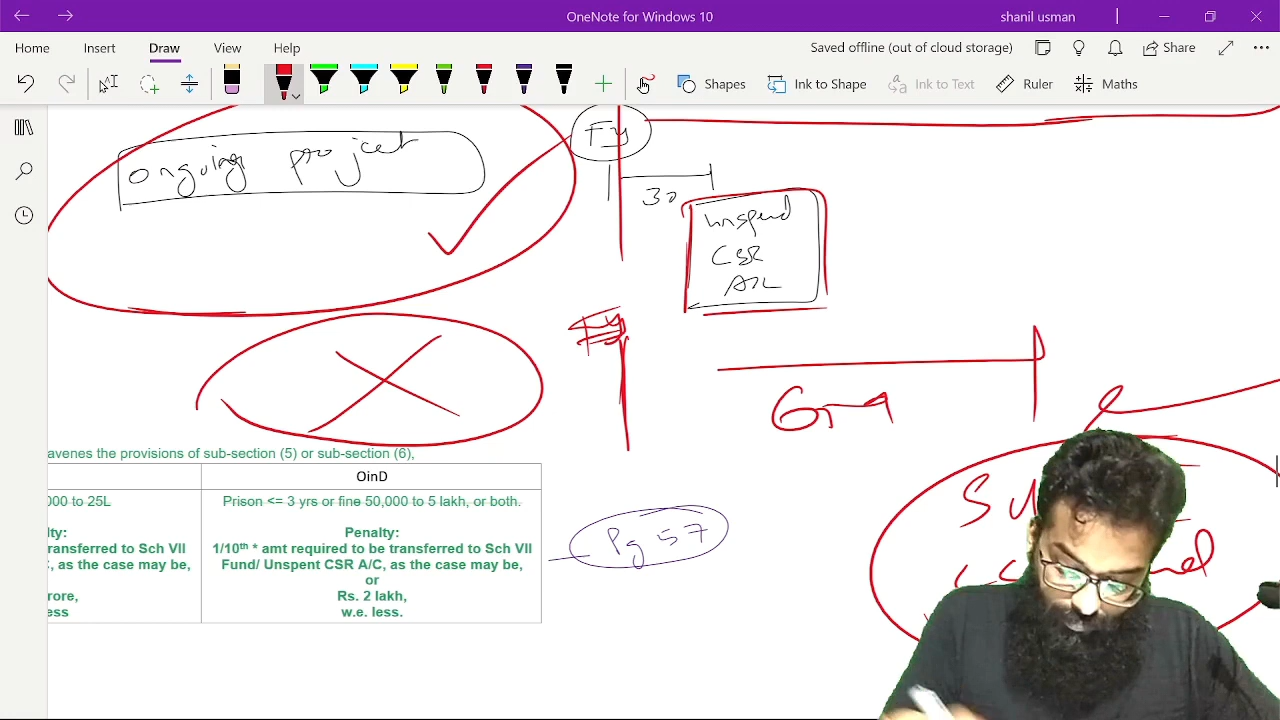 OneNote for Windows 10
shanil usman
Home Insert Draw View Help
Saved offline (out of cloud storage)
Share
Shapes
Ink to Shape
Ink to Text
Ruler
Maths
ongoing project
FY
30
unspend
CSR
A/c
FY
6m
avenes the provisions of sub-section (5) or sub-section (6),
OinD
000 to 25L
Prison <= 3 yrs or fine 50,000 to 5 lakh, or both.
lty:
Penalty:
transferred to Sch VII
1/10th * amt required to be transferred to Sch VII
, as the case may be,
Fund/ Unspent CSR A/C, as the case may be,
or
rore,
Rs. 2 lakh,
ess
w.e. less.
Pg 57